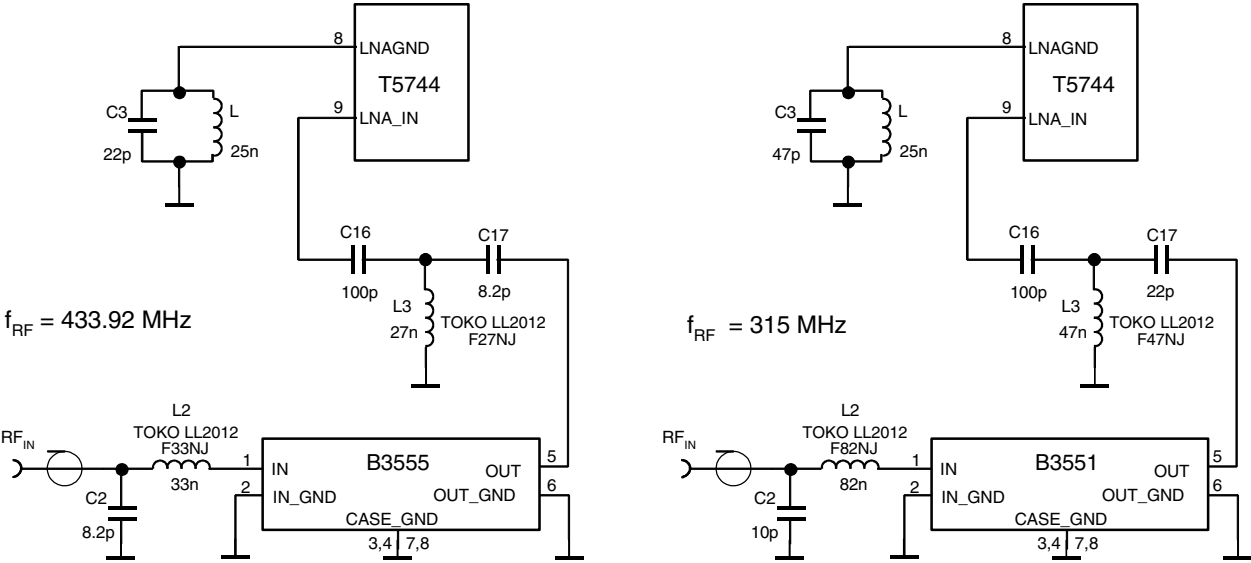 8
LNAGND
T5744
C3
L
9
LNA_IN
22p
25n
C16
C17
100p
8.2p
L3
27n
TOKO LL2012
F27NJ
fRF = 433.92 MHz
L2
TOKO LL2012
F33NJ
33n
RFIN
C2
8.2p
1
IN
B3555
OUT
5
2
IN_GND
OUT_GND
6
CASE_GND
3,4
7,8
8
LNAGND
T5744
C3
L
9
LNA_IN
47p
25n
C16
C17
100p
22p
L3
47n
TOKO LL2012
F47NJ
fRF = 315 MHz
L2
TOKO LL2012
F82NJ
82n
RFIN
C2
10p
1
IN
B3551
OUT
5
2
IN_GND
OUT_GND
6
CASE_GND
3,4
7,8